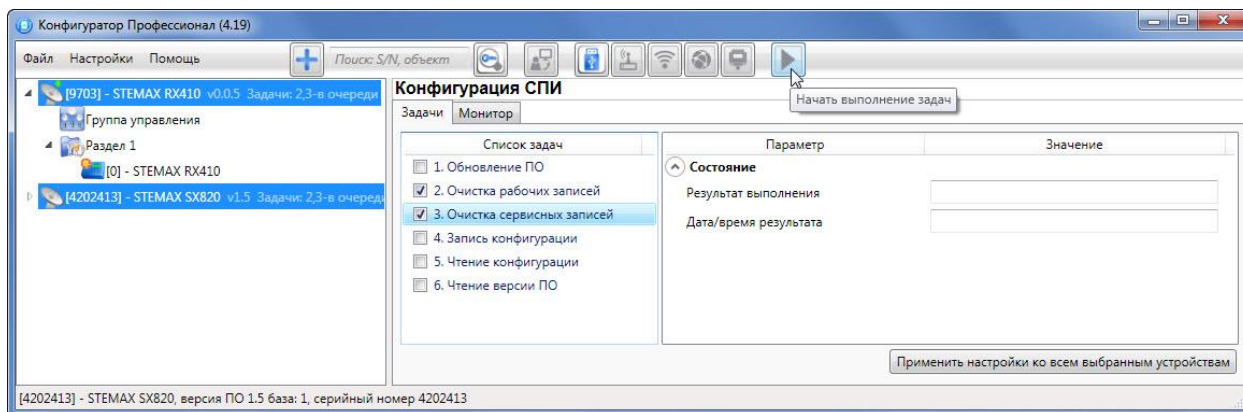 Конфигуратор Профессионал (4.19)
Файл Настройки Помощь Поиск: S/N, объект
Начать выполнение задач
[9703] - STEMAX RX410 v0.0.5 Задачи: 2,3-в очереди
Группа управления
Раздел 1
[0] - STEMAX RX410
[4202413] - STEMAX SX820 v1.5 Задачи: 2,3-в очереди
Конфигурация СПИ
Задачи Монитор
Список задач
1. Обновление ПО
2. Очистка рабочих записей
3. Очистка сервисных записей
4. Запись конфигурации
5. Чтение конфигурации
6. Чтение версии ПО
Параметр Значение
Состояние
Результат выполнения
Дата/время результата
Применить настройки ко всем выбранным устройствам
[4202413] - STEMAX SX820, версия ПО 1.5 база: 1, серийный номер 4202413